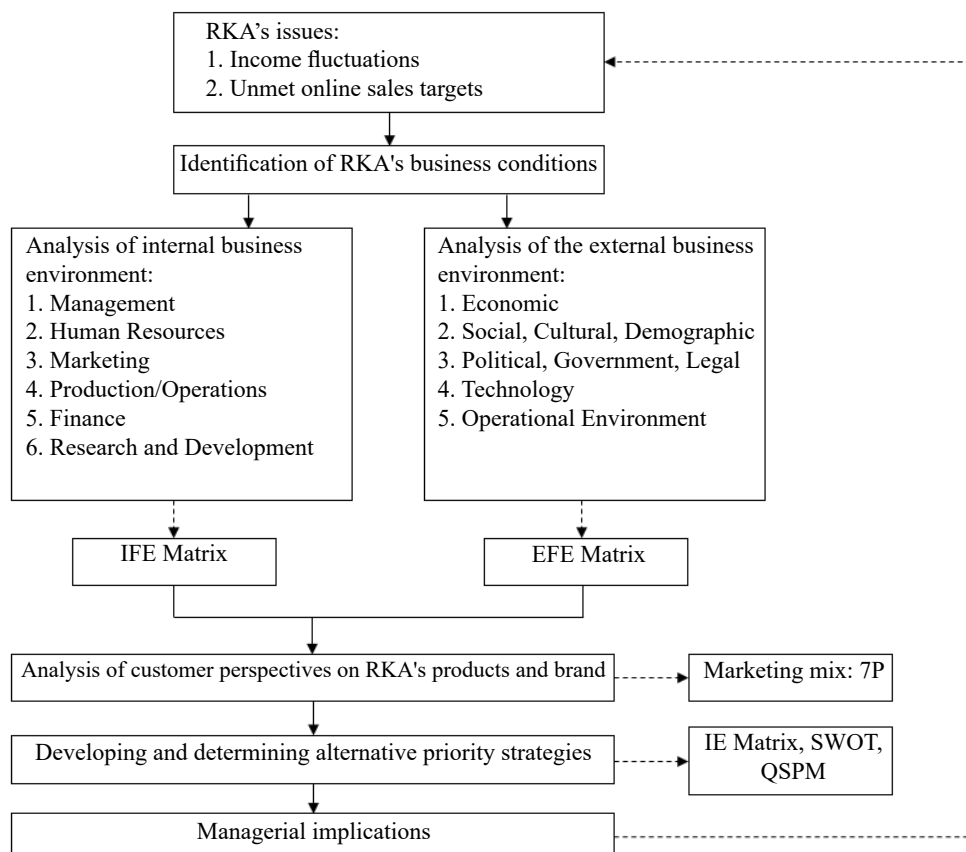 RKA’s issues:
1. Income fluctuations
2. Unmet online sales targets
Identification of RKA's business conditions
Analysis of internal business
environment:
1. Management
2. Human Resources
3. Marketing
4. Production/Operations
5. Finance
6. Research and Development
Analysis of the external business
environment:
1. Economic
2. Social, Cultural, Demographic
3. Political, Government, Legal
4. Technology
5. Operational Environment
IFE Matrix
EFE Matrix
Analysis of customer perspectives on RKA's products and brand
Marketing mix: 7P
Developing and determining alternative priority strategies
IE Matrix, SWOT,
QSPM
Managerial implications